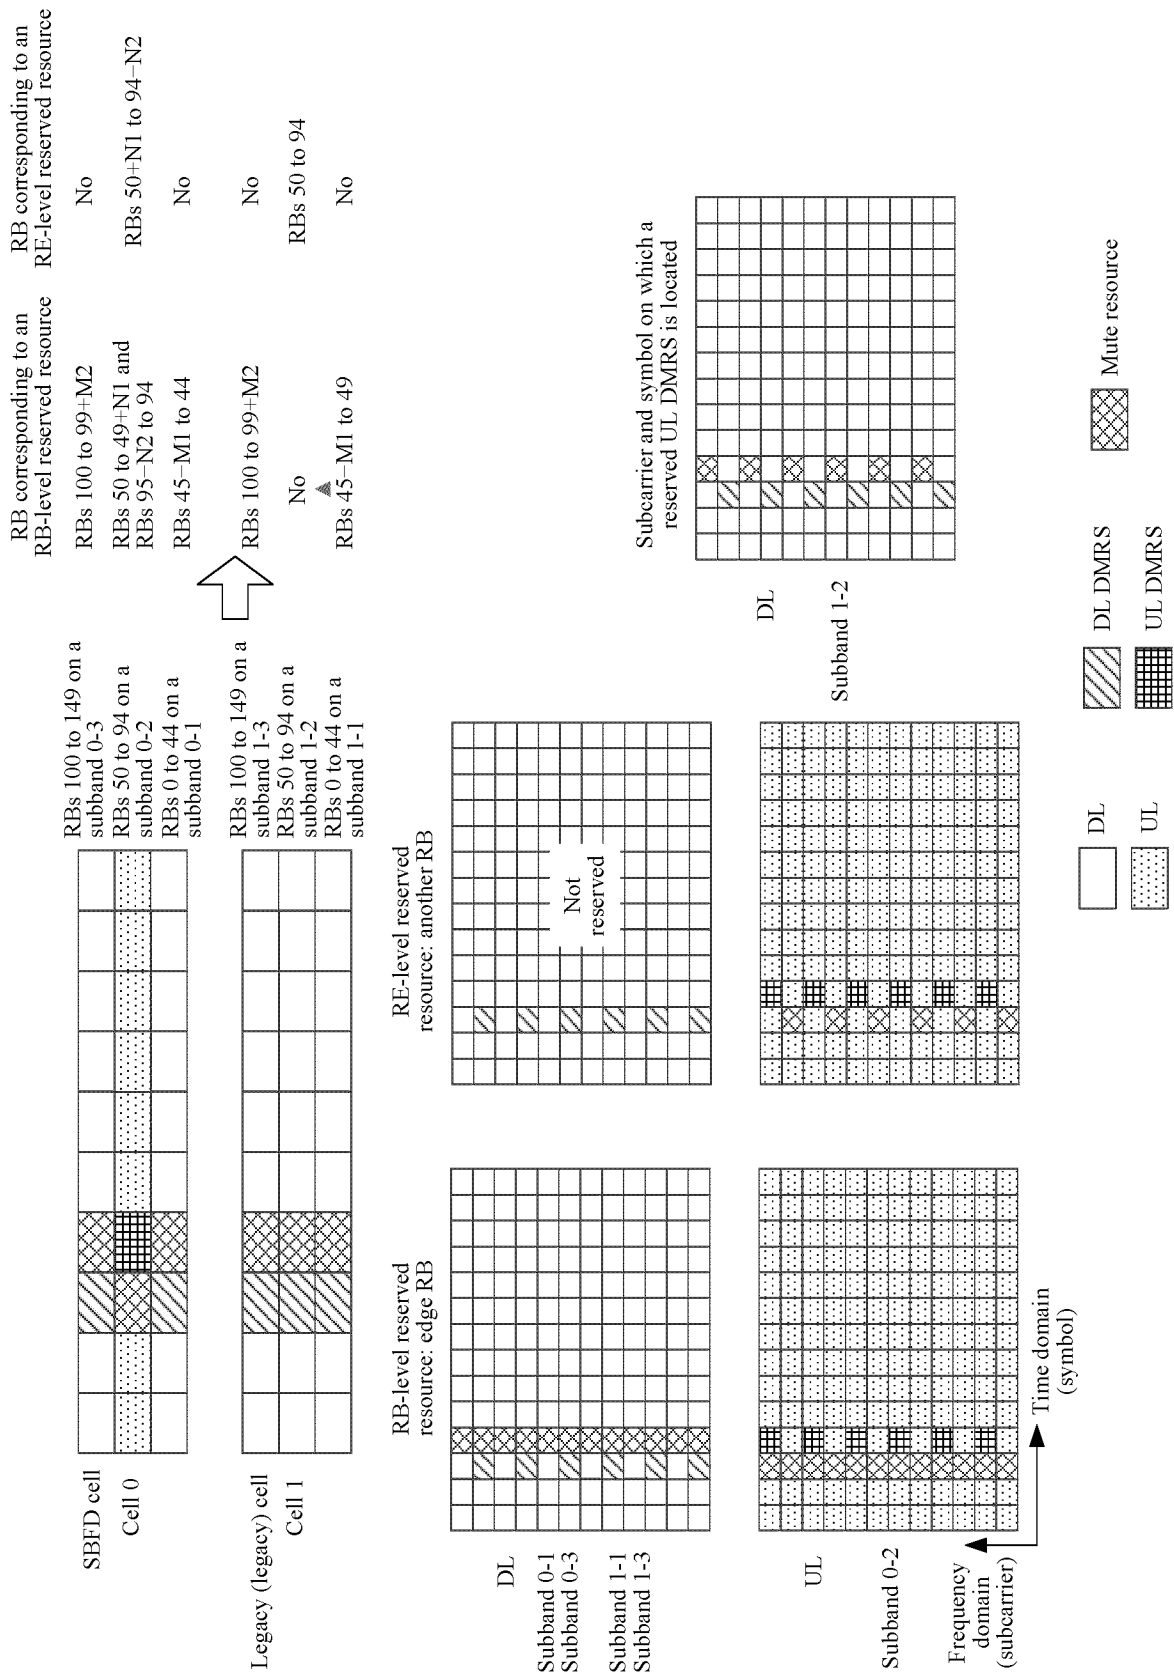 SBFD cell
Cell 0
RBs 100 to 149 on a
subband 0-3
RBs 50 to 94 on a
subband 0-2
RBs 0 to 44 on a
subband 0-1
Legacy (legacy) cell
Cell 1
RBs 100 to 149 on a
subband 1-3
RBs 50 to 94 on a
subband 1-2
RBs 0 to 44 on a
subband 1-1
RB corresponding to an
RB-level reserved resource
RBs 100 to 99+M2
RBs 50 to 49+N1 and
RBs 95−N2 to 94
RBs 45−M1 to 44
RBs 100 to 99+M2
No
RBs 45−M1 to 49
RB corresponding to an
RE-level reserved resource
No
RBs 50+N1 to 94−N2
No
No
RBs 50 to 94
No
RB-level reserved
resource: edge RB
RE-level reserved
resource: another RB
DL
Subband 0-1
Subband 0-3
Subband 1-1
Subband 1-3
Not
reserved
Subcarrier and symbol on which a
reserved UL DMRS is located
DL
Subband 1-2
UL
Subband 0-2
Frequency
domain
(subcarrier)
Time domain
(symbol)
DL
UL
DL DMRS
UL DMRS
Mute resource